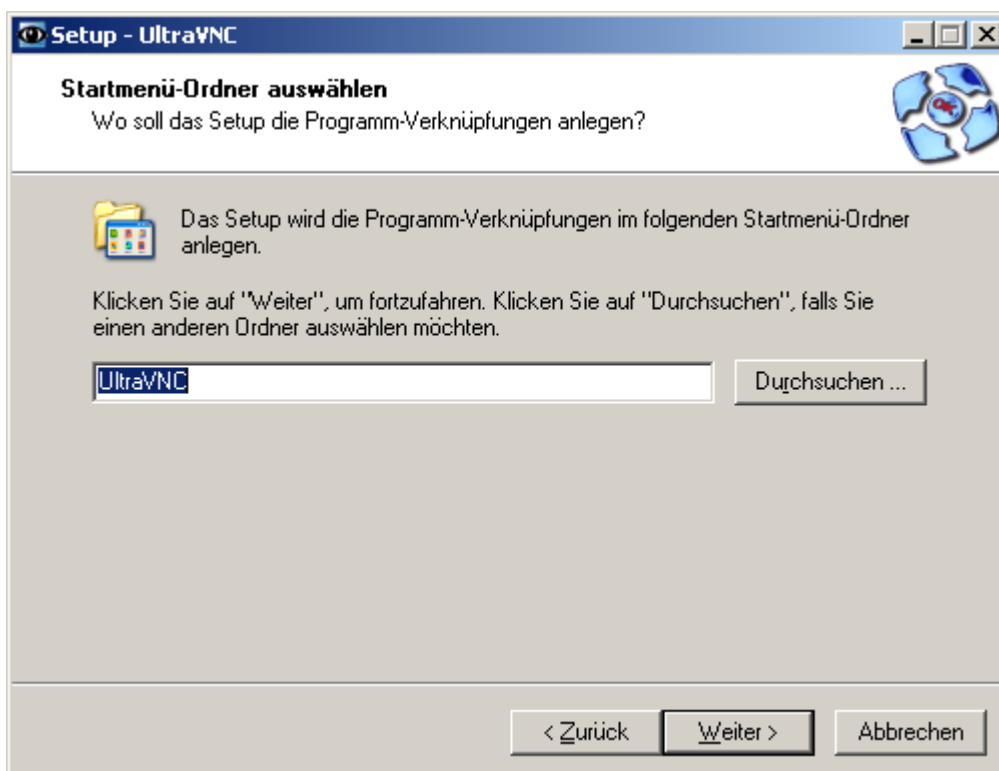 Setup - UltraVNC
Startmenü-Ordner auswählen
Wo soll das Setup die Programm-Verknüpfungen anlegen?
Das Setup wird die Programm-Verknüpfungen im folgenden Startmenü-Ordner
anlegen.
Klicken Sie auf "Weiter", um fortzufahren. Klicken Sie auf "Durchsuchen", falls Sie
einen anderen Ordner auswählen möchten.
UltraVNC
Durchsuchen ...
< Zurück
Weiter >
Abbrechen